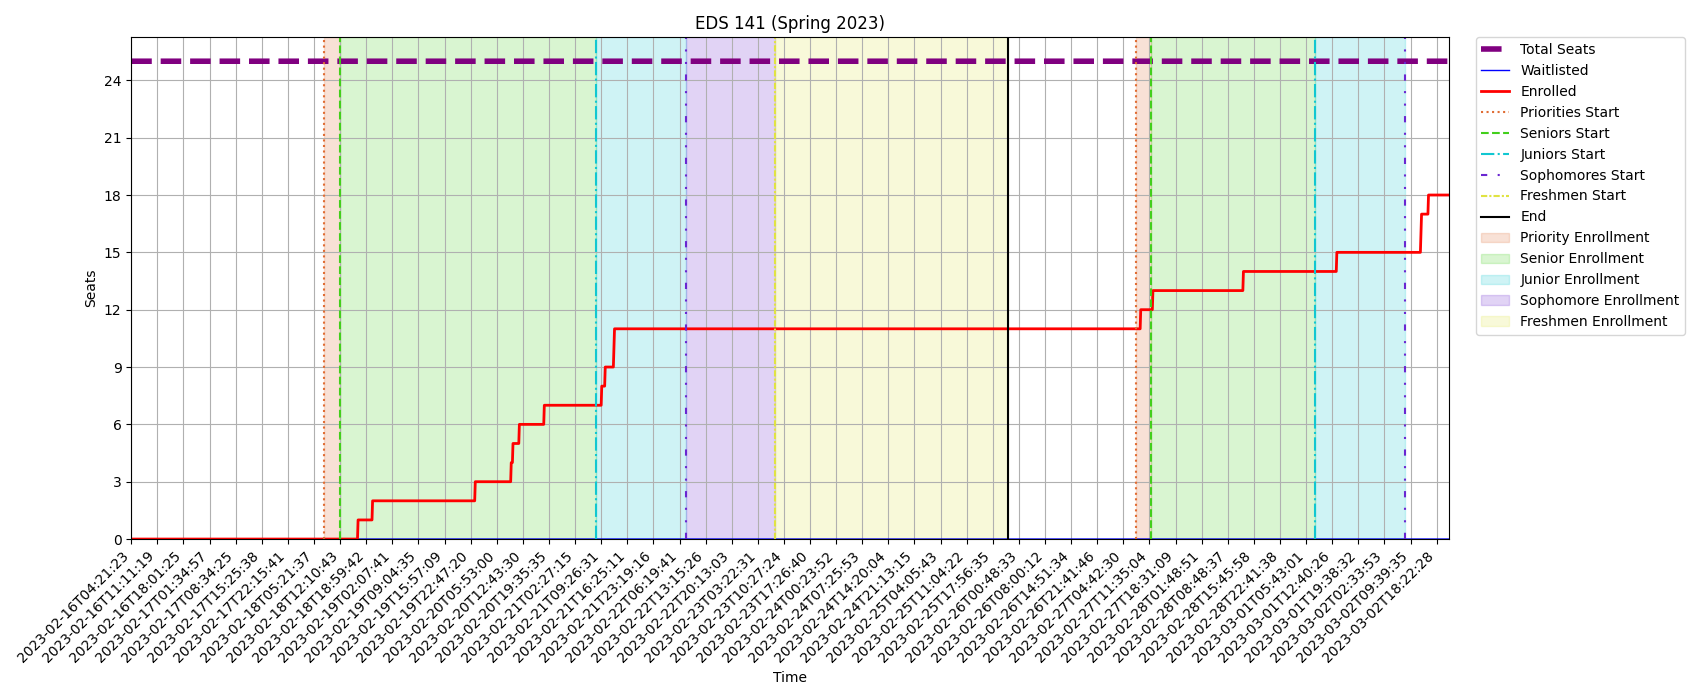 EDS 141 (Spring 2023)
Seats
24
21
18
15
12
9
6
3
0
2023-02-16T04:21:23
2023-02-16T11:11:19
2023-02-16T18:01:25
2023-02-17T01:34:57
2023-02-17T08:34:25
2023-02-17T15:25:38
2023-02-17T22:15:41
2023-02-18T05:21:37
2023-02-18T12:10:43
2023-02-18T18:59:42
2023-02-19T02:07:41
2023-02-19T09:04:35
2023-02-19T15:57:09
2023-02-19T22:47:20
2023-02-20T05:53:00
2023-02-20T12:43:30
2023-02-20T19:35:35
2023-02-21T02:27:15
2023-02-21T09:26:31
2023-02-21T16:25:11
2023-02-21T23:19:16
2023-02-22T06:19:41
2023-02-22T13:15:26
2023-02-22T20:13:03
2023-02-23T03:22:31
2023-02-23T10:27:24
2023-02-23T17:26:40
2023-02-24T00:23:52
2023-02-24T07:25:53
2023-02-24T14:20:04
2023-02-24T21:13:15
2023-02-25T04:05:43
2023-02-25T11:04:22
2023-02-25T17:56:35
2023-02-26T00:48:33
2023-02-26T08:00:12
2023-02-26T14:51:34
2023-02-26T21:41:46
2023-02-27T04:42:30
2023-02-27T11:35:04
2023-02-27T18:31:09
2023-02-28T01:48:51
2023-02-28T08:48:37
2023-02-28T15:45:58
2023-02-28T22:41:38
2023-03-01T05:43:01
2023-03-01T12:40:26
2023-03-01T19:38:32
2023-03-02T02:33:53
2023-03-02T09:39:35
2023-03-02T18:22:28
Time
Total Seats
Waitlisted
Enrolled
Priorities Start
Seniors Start
Juniors Start
Sophomores Start
Freshmen Start
End
Priority Enrollment
Senior Enrollment
Junior Enrollment
Sophomore Enrollment
Freshmen Enrollment